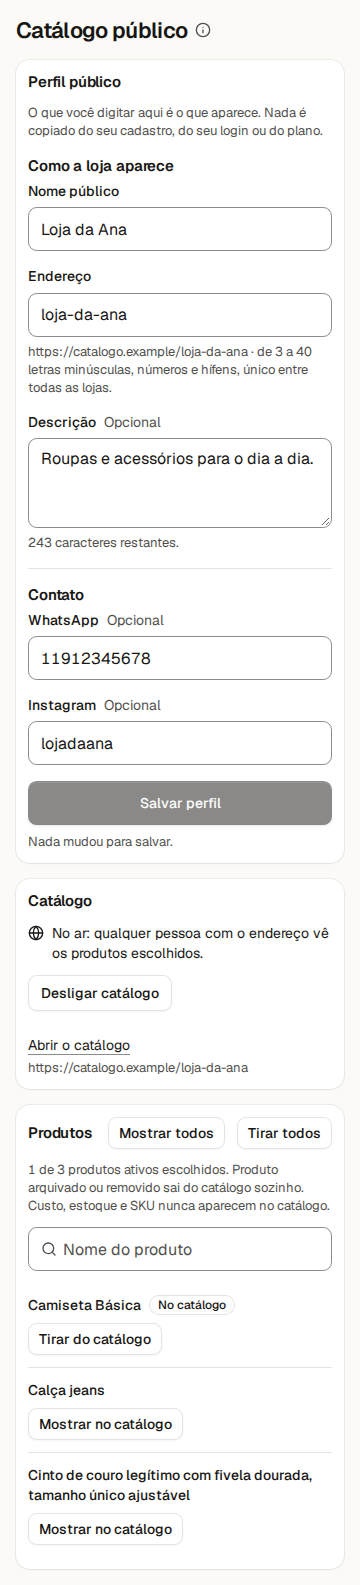 Catálogo público
Perfil público
O que você digitar aqui é o que aparece. Nada é
copiado do seu cadastro, do seu login ou do plano.
Como a loja aparece
Nome público
Loja da Ana
Endereço
loja-da-ana
https://catalogo.example/loja-da-ana · de 3 a 40
letras minúsculas, números e hífens, único entre
todas as lojas.
Descrição Opcional
Roupas e acessórios para o dia a dia.
243 caracteres restantes.
Contato
WhatsApp Opcional
11912345678
Instagram Opcional
lojadaana
Salvar perfil
Nada mudou para salvar.
Catálogo
No ar: qualquer pessoa com o endereço vê
os produtos escolhidos.
Desligar catálogo
Abrir o catálogo
https://catalogo.example/loja-da-ana
Produtos Mostrar todos Tirar todos
1 de 3 produtos ativos escolhidos. Produto
arquivado ou removido sai do catálogo sozinho.
Custo, estoque e SKU nunca aparecem no catálogo.
Nome do produto
Camiseta Básica No catálogo
Tirar do catálogo
Calça jeans
Mostrar no catálogo
Cinto de couro legítimo com fivela dourada,
tamanho único ajustável
Mostrar no catálogo